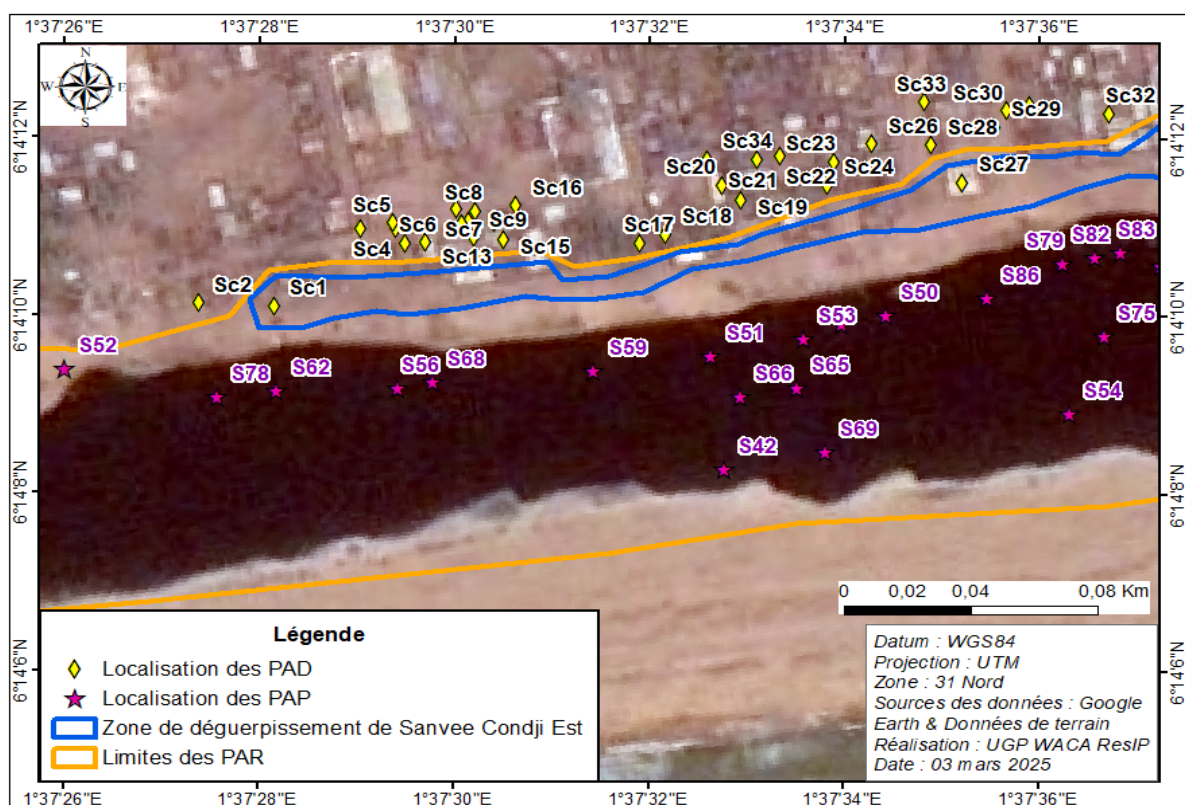 1°37'26"E 1°37'28"E 1°37'30"E 1°37'32"E 1°37'34"E 1°37'36"E
N
W E
S
6°14'12"N 6°14'12"N
6°14'10"N 6°14'10"N
6°14'8"N 6°14'8"N
6°14'6"N 6°14'6"N
Sc33 Sc30 Sc29 Sc32
Sc34 Sc23 Sc26 Sc28
Sc20 Sc22 Sc24 Sc27
Sc5 Sc8 Sc16 Sc21
Sc4 Sc6 Sc7 Sc9 Sc17 Sc18 Sc19
Sc13 Sc15
Sc2 Sc1
S79 S82 S83
S86
S50 S75
S52 S51 S53
S78 S62 S56 S68 S59 S66 S65 S54
S42 S69
0 0,02 0,04 0,08 Km
Légende
Localisation des PAD
Localisation des PAP
Zone de déguerpissement de Sanvee Condji Est
Limites des PAR
Datum : WGS84
Projection : UTM
Zone : 31 Nord
Sources des données : Google
Earth & Données de terrain
Réalisation : UGP WACA ResIP
Date : 03 mars 2025
1°37'26"E 1°37'28"E 1°37'30"E 1°37'32"E 1°37'34"E 1°37'36"E